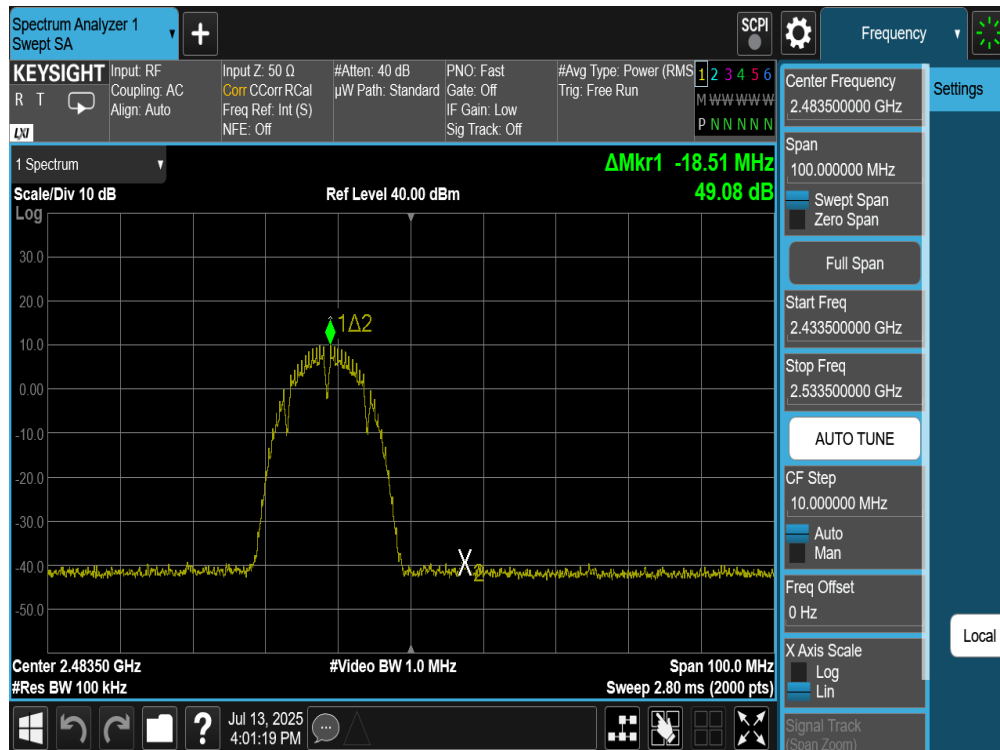 Spectrum Analyzer 1
Swept SA
+
SCPI
Frequency
KEYSIGHT
R T
LXI
Input: RF
Coupling: AC
Align: Auto
Input Z: 50 Ω
Corr CCorr RCal
Freq Ref: Int (S)
NFE: Off
#Atten: 40 dB
µW Path: Standard
PNO: Fast
Gate: Off
IF Gain: Low
Sig Track: Off
#Avg Type: Power (RMS
Trig: Free Run
1 2 3 4 5 6
M W W W W W
P N N N N N
1 Spectrum
ΔMkr1 -18.51 MHz
49.08 dB
Scale/Div 10 dB
Ref Level 40.00 dBm
Log
30.0
20.0
10.0
0.00
-10.0
-20.0
-30.0
-40.0
-50.0
1Δ2
X2
Center 2.48350 GHz
#Video BW 1.0 MHz
Span 100.0 MHz
#Res BW 100 kHz
Sweep 2.80 ms (2000 pts)
Center Frequency
2.483500000 GHz
Span
100.000000 MHz
Swept Span
Zero Span
Full Span
Start Freq
2.433500000 GHz
Stop Freq
2.533500000 GHz
AUTO TUNE
CF Step
10.000000 MHz
Auto
Man
Freq Offset
0 Hz
X Axis Scale
Log
Lin
Signal Track
(Span Zoom)
Settings
Local
?
Jul 13, 2025
4:01:19 PM